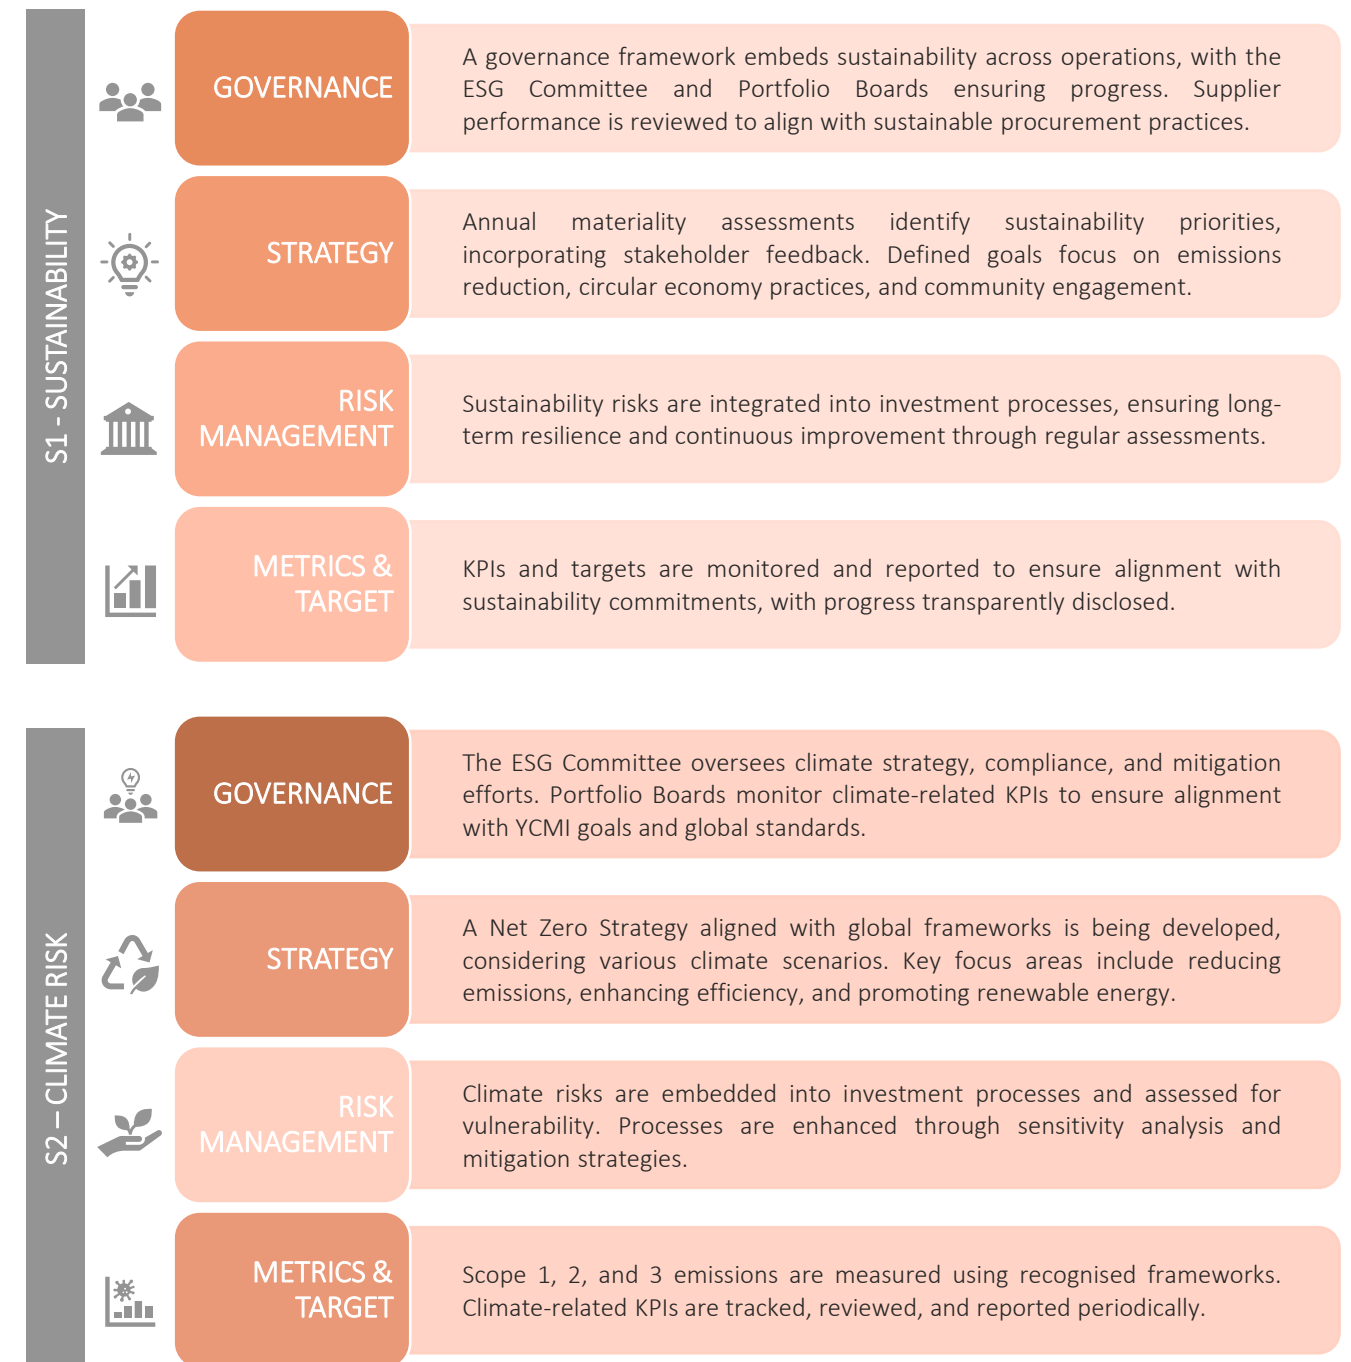 S1 - SUSTAINABILITY
GOVERNANCE
A governance framework embeds sustainability across operations, with the
ESG Committee and Portfolio Boards ensuring progress. Supplier
performance is reviewed to align with sustainable procurement practices.
STRATEGY
Annual materiality assessments identify sustainability priorities,
incorporating stakeholder feedback. Defined goals focus on emissions
reduction, circular economy practices, and community engagement.
RISK
MANAGEMENT
Sustainability risks are integrated into investment processes, ensuring long-
term resilience and continuous improvement through regular assessments.
METRICS &
TARGET
KPIs and targets are monitored and reported to ensure alignment with
sustainability commitments, with progress transparently disclosed.
S2 – CLIMATE RISK
GOVERNANCE
The ESG Committee oversees climate strategy, compliance, and mitigation
efforts. Portfolio Boards monitor climate-related KPIs to ensure alignment
with YCMI goals and global standards.
STRATEGY
A Net Zero Strategy aligned with global frameworks is being developed,
considering various climate scenarios. Key focus areas include reducing
emissions, enhancing efficiency, and promoting renewable energy.
RISK
MANAGEMENT
Climate risks are embedded into investment processes and assessed for
vulnerability. Processes are enhanced through sensitivity analysis and
mitigation strategies.
METRICS &
TARGET
Scope 1, 2, and 3 emissions are measured using recognised frameworks.
Climate-related KPIs are tracked, reviewed, and reported periodically.